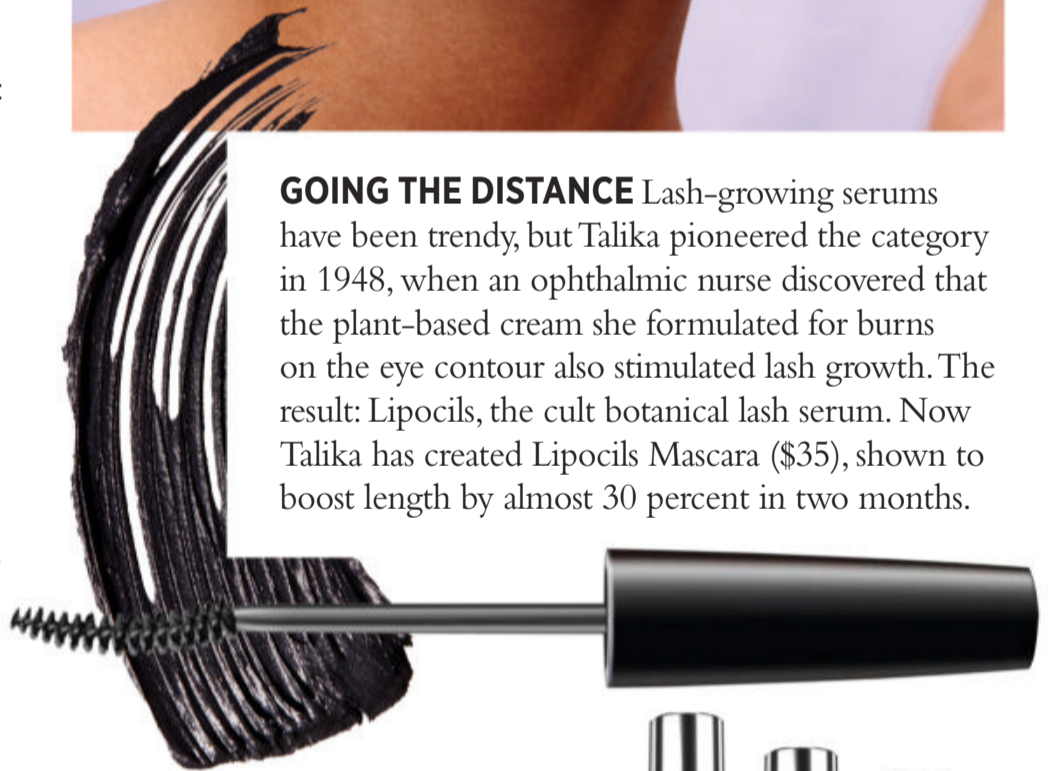 GOING THE DISTANCE Lash-growing serums
have been trendy, but Talika pioneered the category
in 1948, when an ophthalmic nurse discovered that
the plant-based cream she formulated for burns
on the eye contour also stimulated lash growth. The
result: Lipocils, the cult botanical lash serum. Now
Talika has created Lipocils Mascara ($35), shown to
boost length by almost 30 percent in two months.